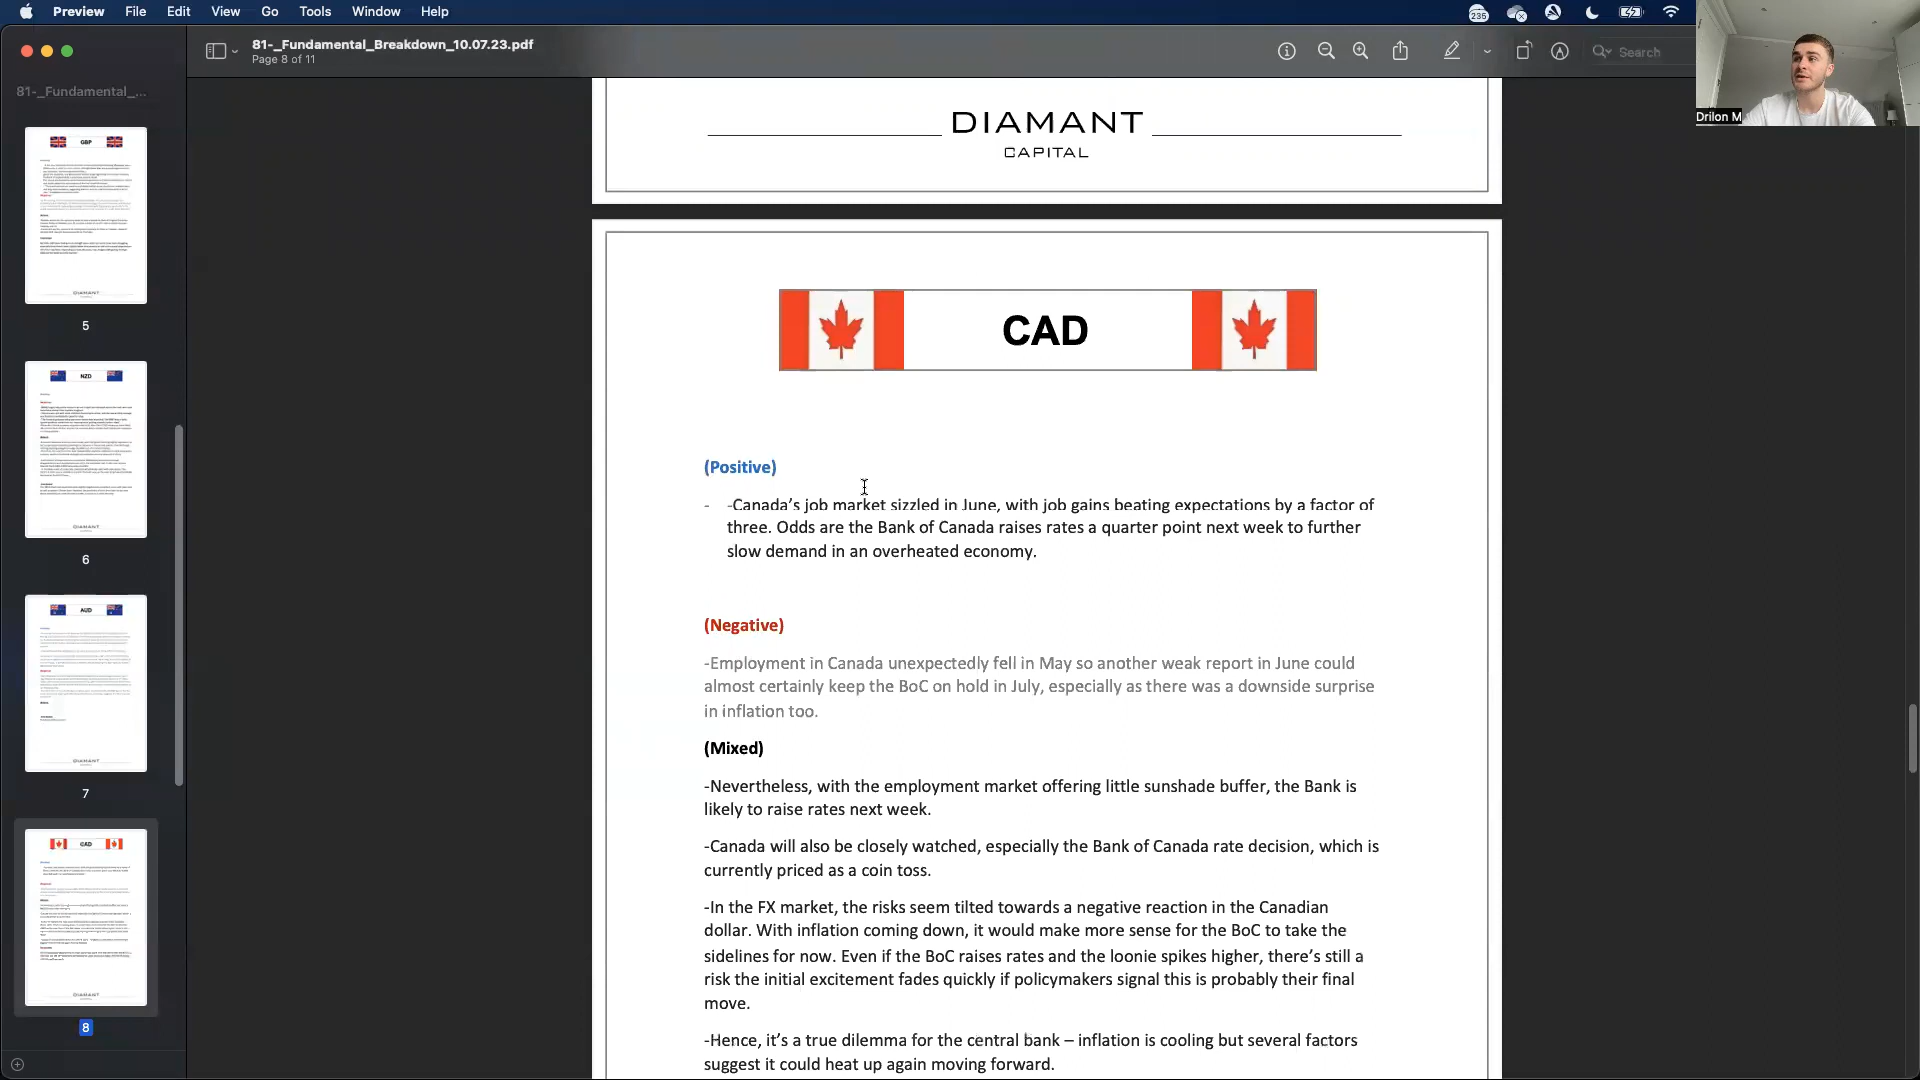 Preview File Edit View Go Tools Window Help
235
81-_Fundamental_Breakdown_10.07.23.pdf
Page 8 of 11
Search
Drilon M
81-_Fundamental_...
GBP
DIAMANT
5
NZD
DIAMANT
6
AUD
DIAMANT
7
CAD
DIAMANT
8
DIAMANT
CAPITAL
CAD
(Positive)
- -Canada’s job market sizzled in June, with job gains beating expectations by a factor of
three. Odds are the Bank of Canada raises rates a quarter point next week to further
slow demand in an overheated economy.
(Negative)
-Employment in Canada unexpectedly fell in May so another weak report in June could
almost certainly keep the BoC on hold in July, especially as there was a downside surprise
in inflation too.
(Mixed)
-Nevertheless, with the employment market offering little sunshade buffer, the Bank is
likely to raise rates next week.
-Canada will also be closely watched, especially the Bank of Canada rate decision, which is
currently priced as a coin toss.
-In the FX market, the risks seem tilted towards a negative reaction in the Canadian
dollar. With inflation coming down, it would make more sense for the BoC to take the
sidelines for now. Even if the BoC raises rates and the loonie spikes higher, there’s still a
risk the initial excitement fades quickly if policymakers signal this is probably their final
move.
-Hence, it’s a true dilemma for the central bank – inflation is cooling but several factors
suggest it could heat up again moving forward.